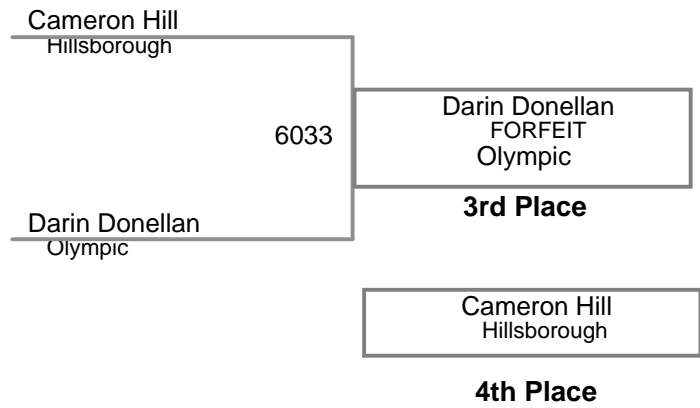 Cameron Hill
Hillsborough
6033
Darin Donellan
FORFEIT
Olympic
3rd Place
Darin Donellan
Olympic
Cameron Hill
Hillsborough
4th Place